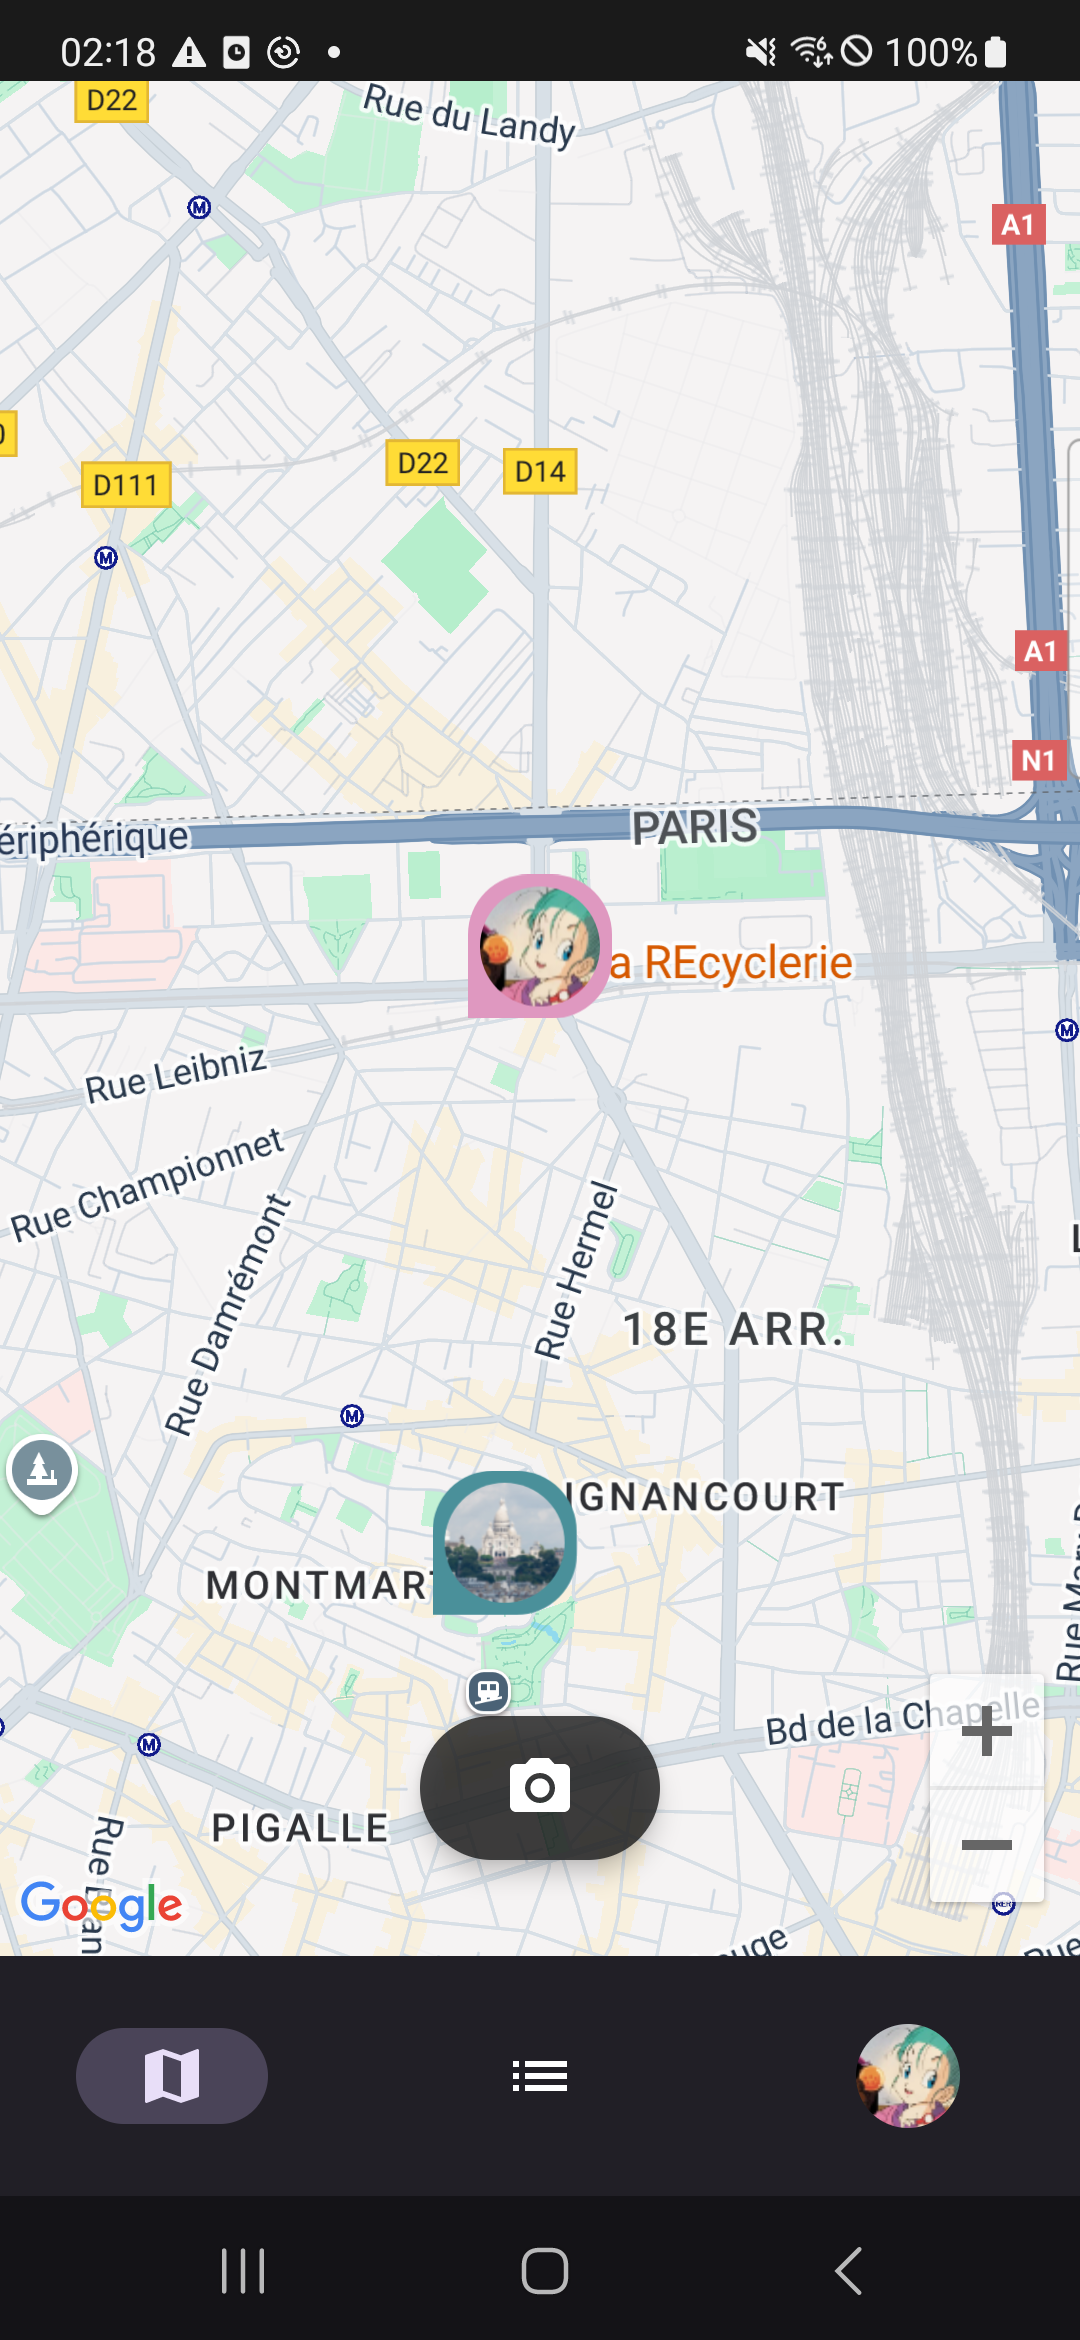 02:18
100%
D22
Rue du Landy
A1
D111
D22
D14
A1
N1
ériphérique
PARIS
a REcyclerie
Rue Leibniz
Rue Championnet
Rue Damrémont
Rue Hermel
18E ARR.
IGNANCOURT
MONTMAR
Bd de la Chapelle
PIGALLE
Google
Rue